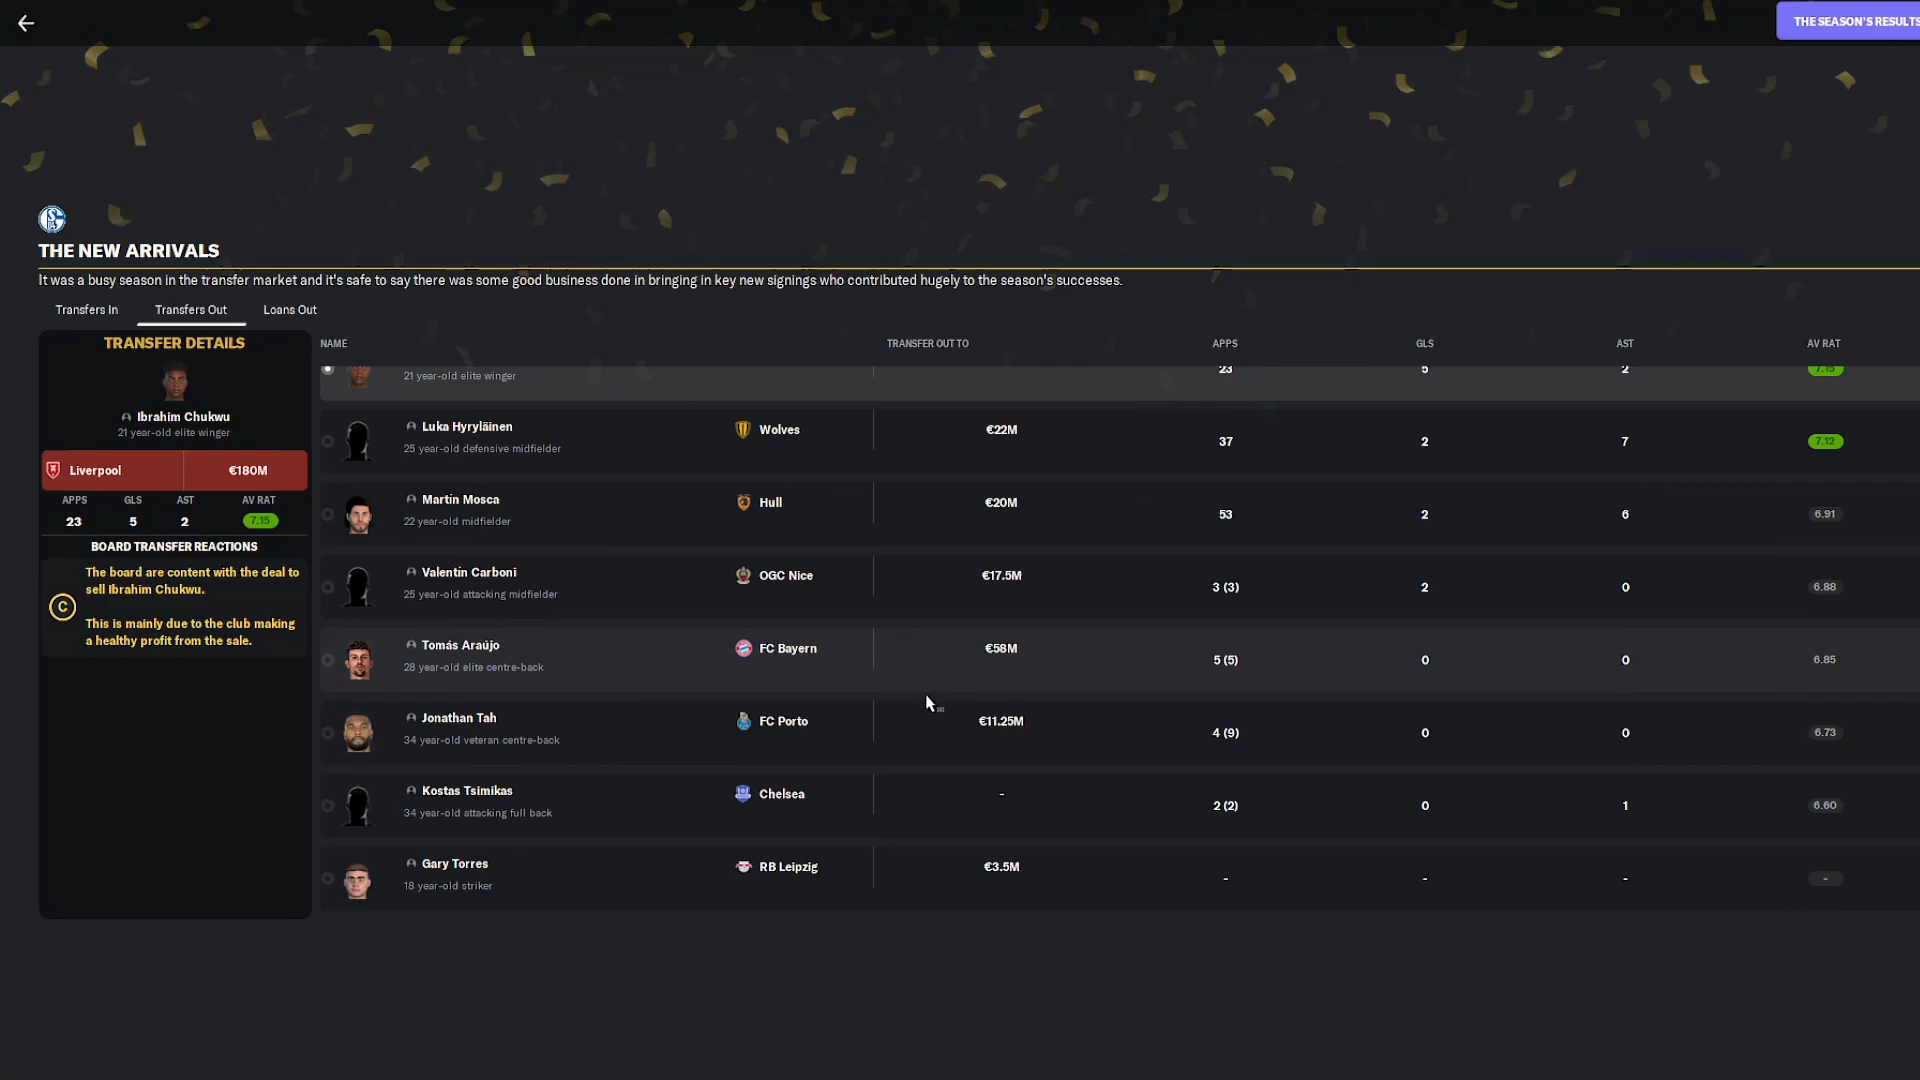 THE SEASON'S RESULTS
THE NEW ARRIVALS
It was a busy season in the transfer market and it's safe to say there was some good business done in bringing in key new signings who contributed hugely to the season's successes.
Transfers In Transfers Out Loans Out
TRANSFER DETAILS
Ibrahim Chukwu
21 year-old elite winger
Liverpool €180M
APPS GLS AST AV RAT
23 5 2 7.15
BOARD TRANSFER REACTIONS
C
The board are content with the deal to
sell Ibrahim Chukwu.
This is mainly due to the club making
a healthy profit from the sale.
NAME TRANSFER OUT TO APPS GLS AST AV RAT
21 year-old elite winger 23 5 2 7.15
Luka Hyryläinen Wolves €22M 37 2 7 7.12
25 year-old defensive midfielder
Martín Mosca Hull €20M 53 2 6 6.91
22 year-old midfielder
Valentín Carboni OGC Nice €17.5M 3 (3) 2 0 6.88
25 year-old attacking midfielder
Tomás Araújo FC Bayern €58M 5 (5) 0 0 6.85
28 year-old elite centre-back
Jonathan Tah FC Porto €11.25M 4 (9) 0 0 6.73
34 year-old veteran centre-back
Kostas Tsimikas Chelsea - 2 (2) 0 1 6.60
34 year-old attacking full back
Gary Torres RB Leipzig €3.5M - - - -
18 year-old striker